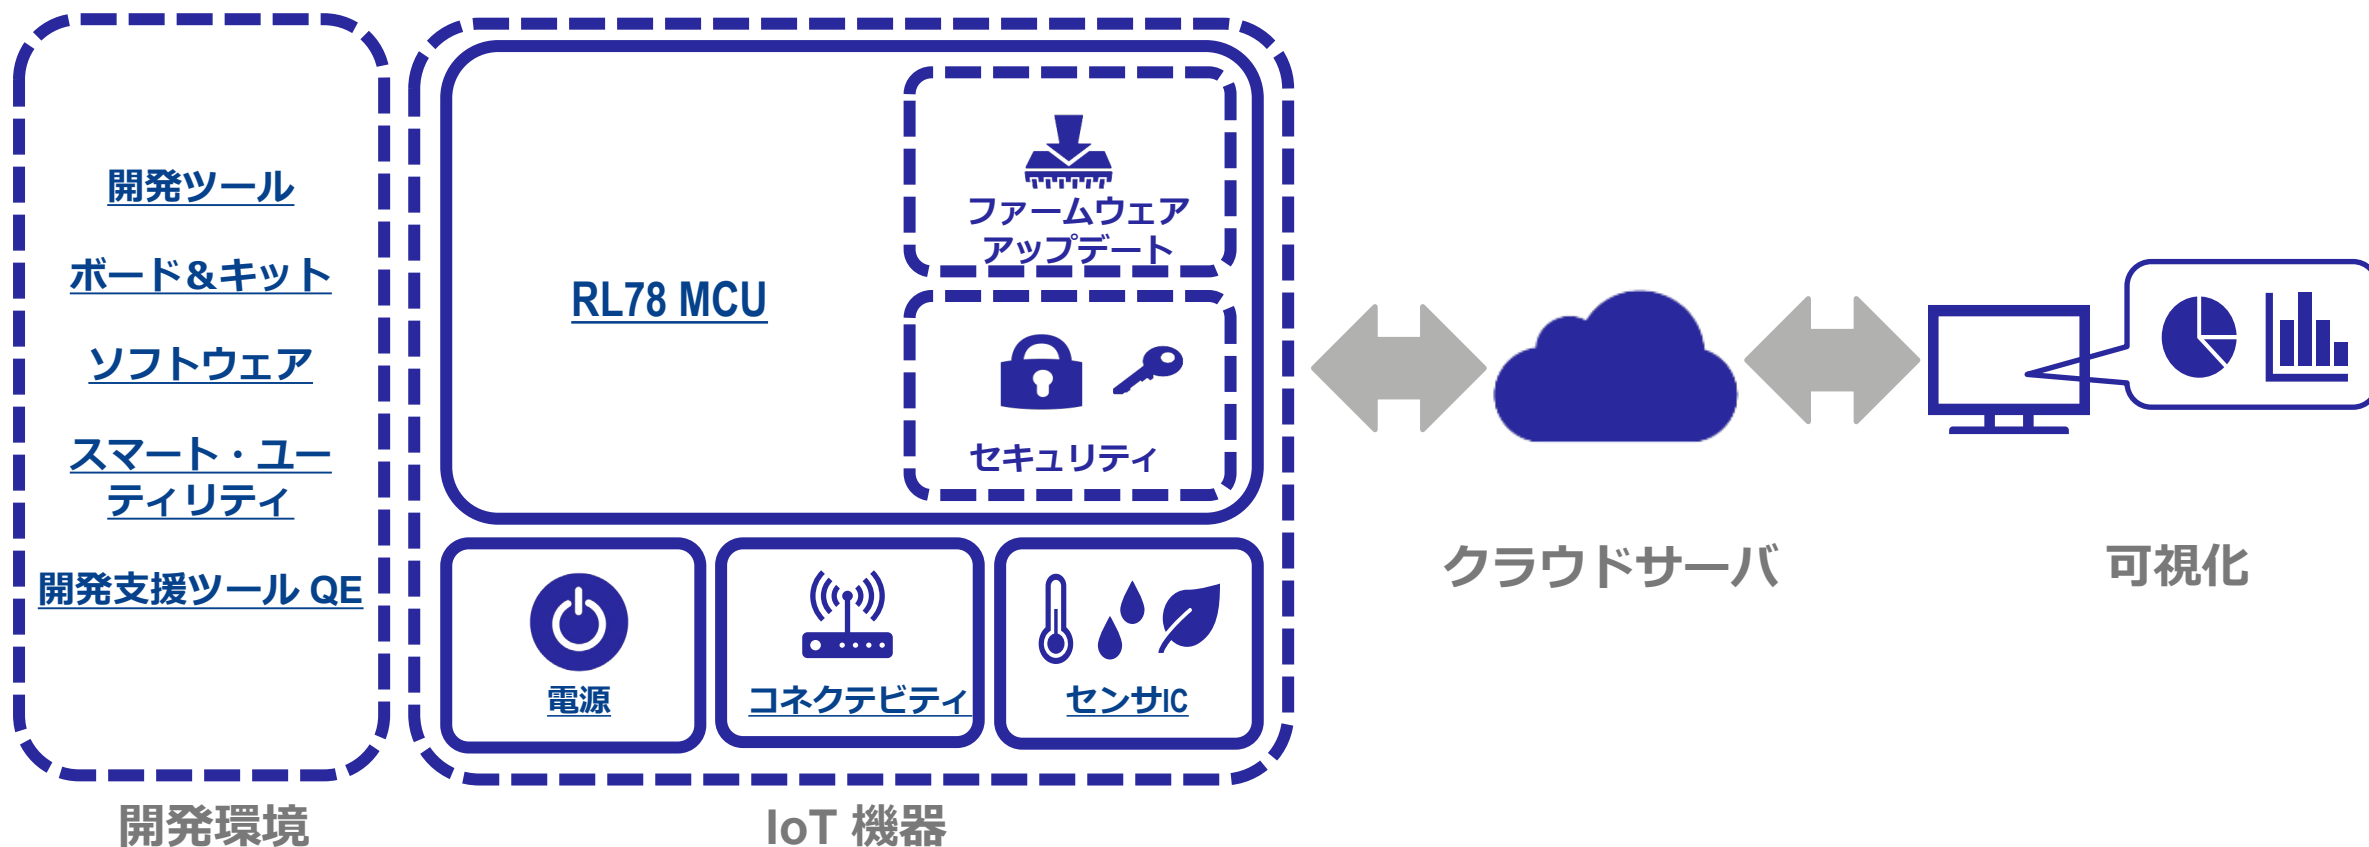 開発ツール
ボード＆キット
ソフトウェア
スマート・ユー
ティリティ
開発支援ツール QE
開発環境
RL78 MCU
ファームウェア
アップデート
セキュリティ
電源
コネクテビティ
センサIC
IoT 機器
クラウドサーバ
可視化